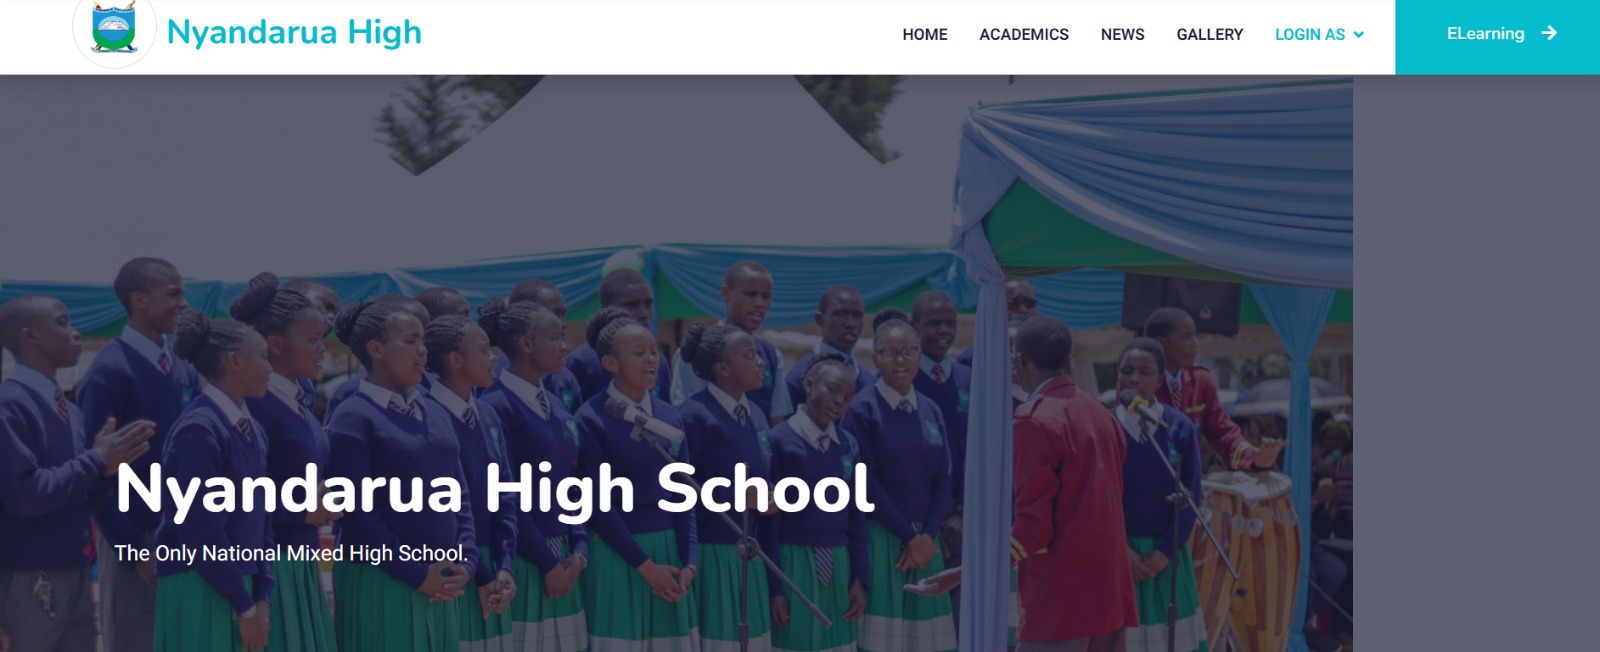 Nyandarua High
HOME ACADEMICS NEWS GALLERY LOGIN AS
ELearning
Nyandarua High School
The Only National Mixed High School.